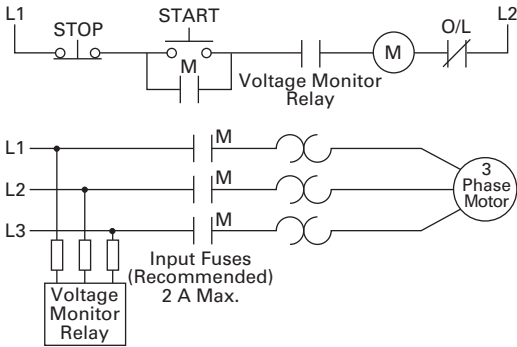 L1
L2
STOP
START
O/L
M
M
Voltage Monitor
Relay
L1
M
L2
M
L3
M
3
Phase
Motor
Input Fuses
(Recommended)
2 A Max.
Voltage
Monitor
Relay